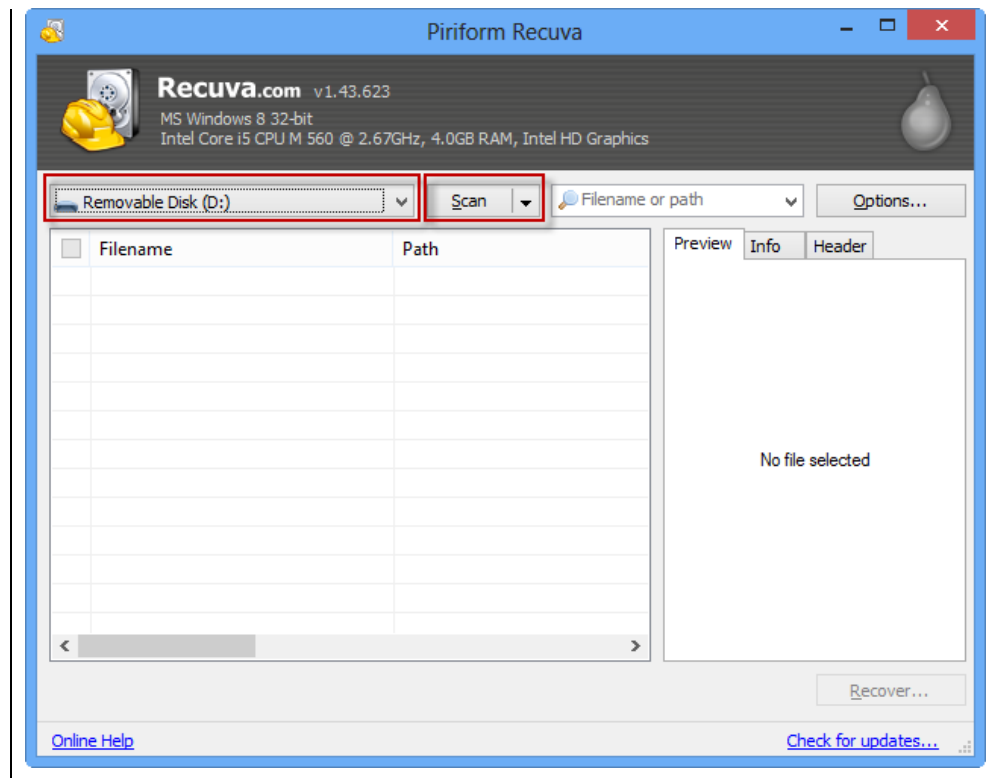 Piriform Recuva
Recuva.com v1.43.623
MS Windows 8 32-bit
Intel Core i5 CPU M 560 @ 2.67GHz, 4.0GB RAM, Intel HD Graphics
Removable Disk (D:) Scan Filename or path Options...
Filename Path Preview Info Header
No file selected
Recover...
Online Help Check for updates...